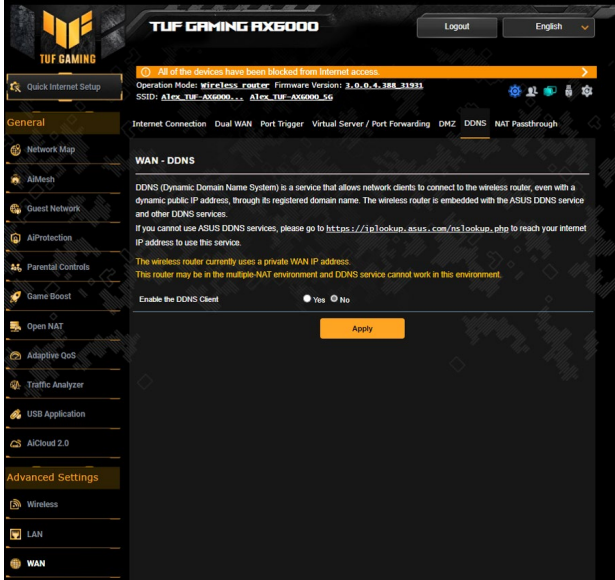 TUF GAMING AX6000
Logout
English
TUF GAMING
All of the devices have been blocked from Internet access.
Quick Internet Setup
Operation Mode: Wireless router Firmware Version: 3.0.0.4.388_31931
SSID: Alex_TUF-AX6000... Alex_TUF-AX6000_5G
General
Internet Connection Dual WAN Port Trigger Virtual Server / Port Forwarding DMZ DDNS NAT Passthrough
Network Map
AiMesh
Guest Network
AiProtection
Parental Controls
Game Boost
Open NAT
Adaptive QoS
Traffic Analyzer
USB Application
AiCloud 2.0
Advanced Settings
Wireless
LAN
WAN
WAN - DDNS
DDNS (Dynamic Domain Name System) is a service that allows network clients to connect to the wireless router, even with a
dynamic public IP address, through its registered domain name. The wireless router is embedded with the ASUS DDNS service
and other DDNS services.
If you cannot use ASUS DDNS services, please go to https://iplookup.asus.com/nslookup.php to reach your internet
IP address to use this service.
The wireless router currently uses a private WAN IP address.
This router may be in the multiple-NAT environment and DDNS service cannot work in this environment.
Enable the DDNS Client Yes No
Apply